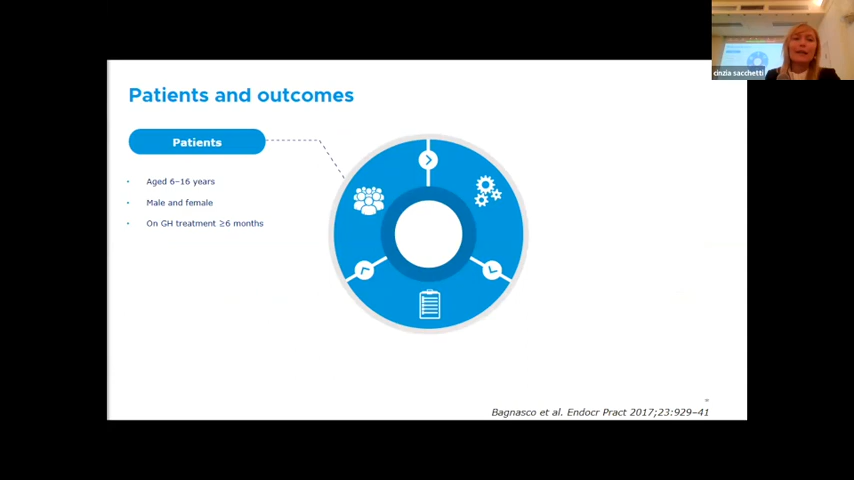 cinzia sacchetti
Patients and outcomes
Patients
• Aged 6–16 years
• Male and female
• On GH treatment ≥6 months
Bagnasco et al. Endocr Pract 2017;23:929–41